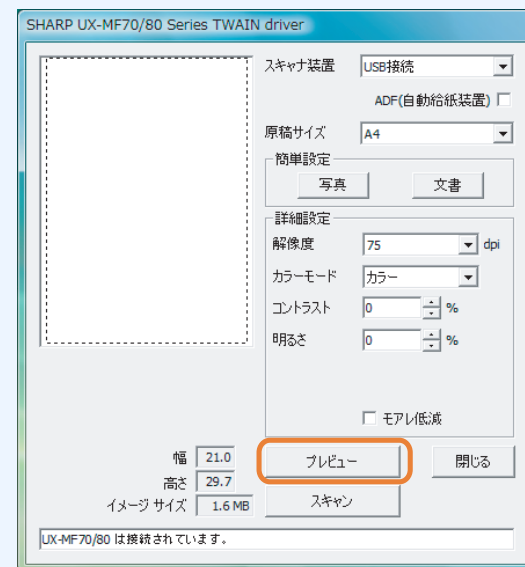 SHARP UX-MF70/80 Series TWAIN driver
スキャナ装置 USB接続
ADF(自動給紙装置)
原稿サイズ A4
簡単設定
写真 文書
詳細設定
解像度 75 dpi
カラーモード カラー
コントラスト 0 %
明るさ 0 %
モアレ低減
幅 21.0 プレビュー 閉じる
高さ 29.7
イメージ サイズ 1.6 MB スキャン
UX-MF70/80 は接続されています。